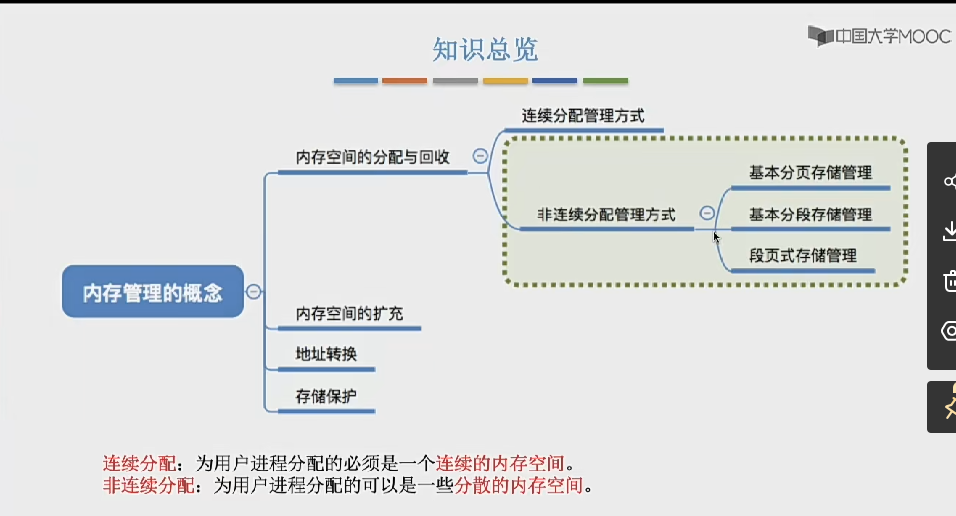 中国大学MOOC
知识总览
连续分配管理方式
内存空间的分配与回收
基本分页存储管理
非连续分配管理方式
基本分段存储管理
段页式存储管理
内存管理的概念
内存空间的扩充
地址转换
存储保护
连续分配：为用户进程分配的必须是一个连续的内存空间。
非连续分配：为用户进程分配的可以是一些分散的内存空间。